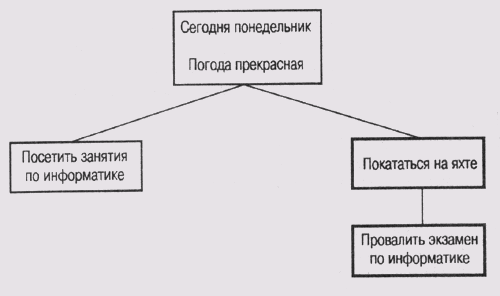 Сегодня понедельник
Погода прекрасная
Посетить занятия
по информатике
Покататься на яхте
Провалить экзамен
по информатике